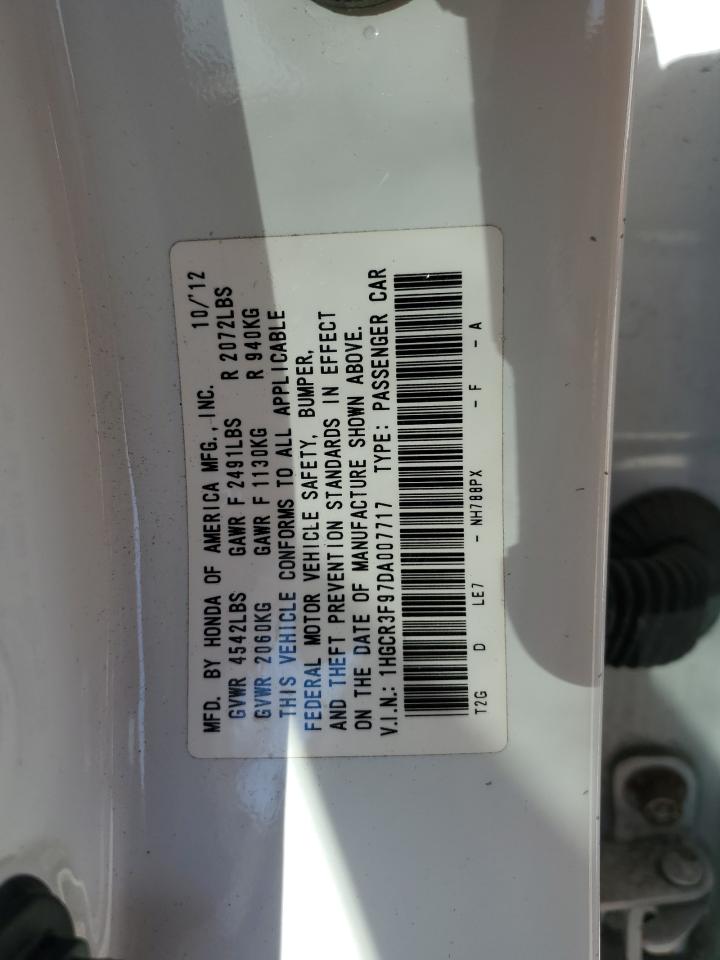 MFD. BY HONDA OF AMERICA MFG., INC. 10/'12
GVWR 4542LBS GAWR F 2491LBS R 2072LBS
GVWR 2060KG GAWR F 1130KG R 940KG
THIS VEHICLE CONFORMS TO ALL APPLICABLE
FEDERAL MOTOR VEHICLE SAFETY, BUMPER,
AND THEFT PREVENTION STANDARDS IN EFFECT
ON THE DATE OF MANUFACTURE SHOWN ABOVE.
V.I.N.: 1HGCR3F97DA007717 TYPE: PASSENGER CAR
T2G D LE7 - NH788PX - F - A